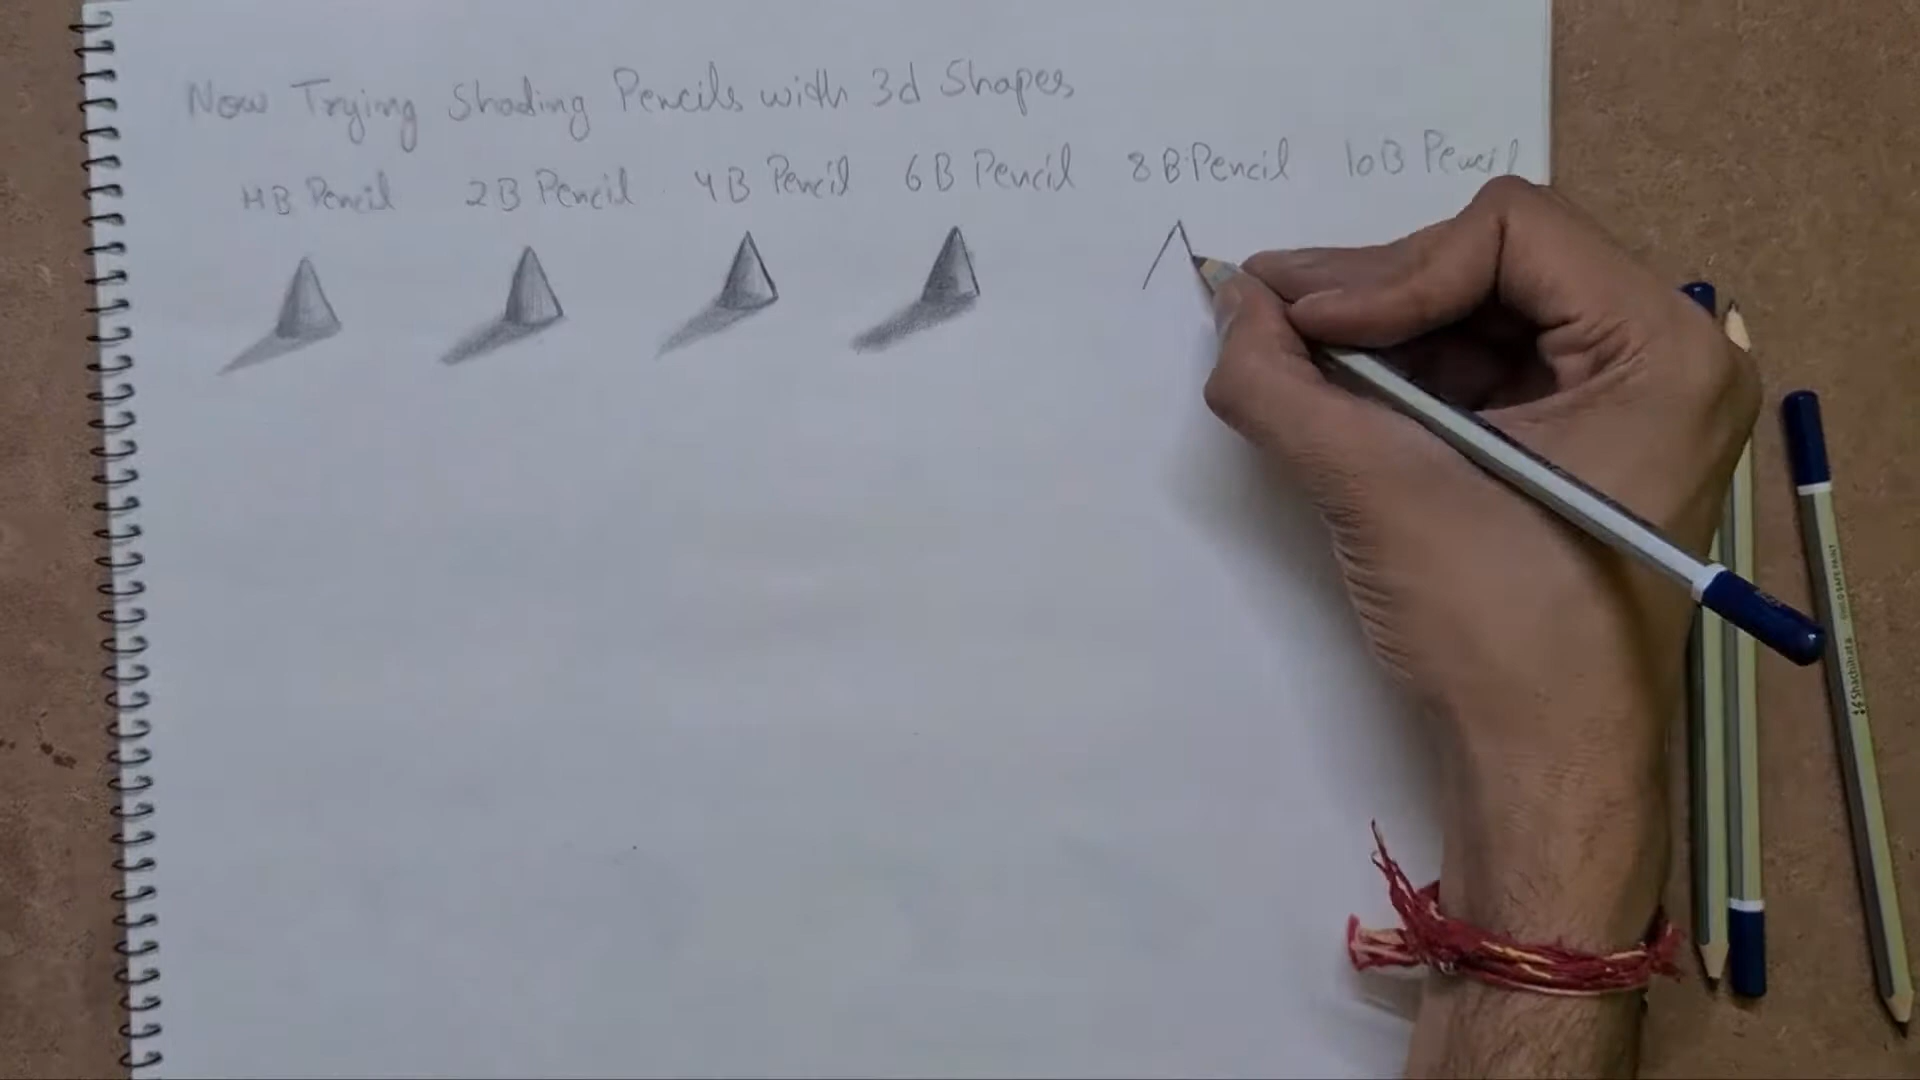 Now Trying Shading Pencils with 3d Shapes
HB Pencil 2B Pencil 4B Pencil 6B Pencil 8B Pencil 10B Pencil
Shachihata